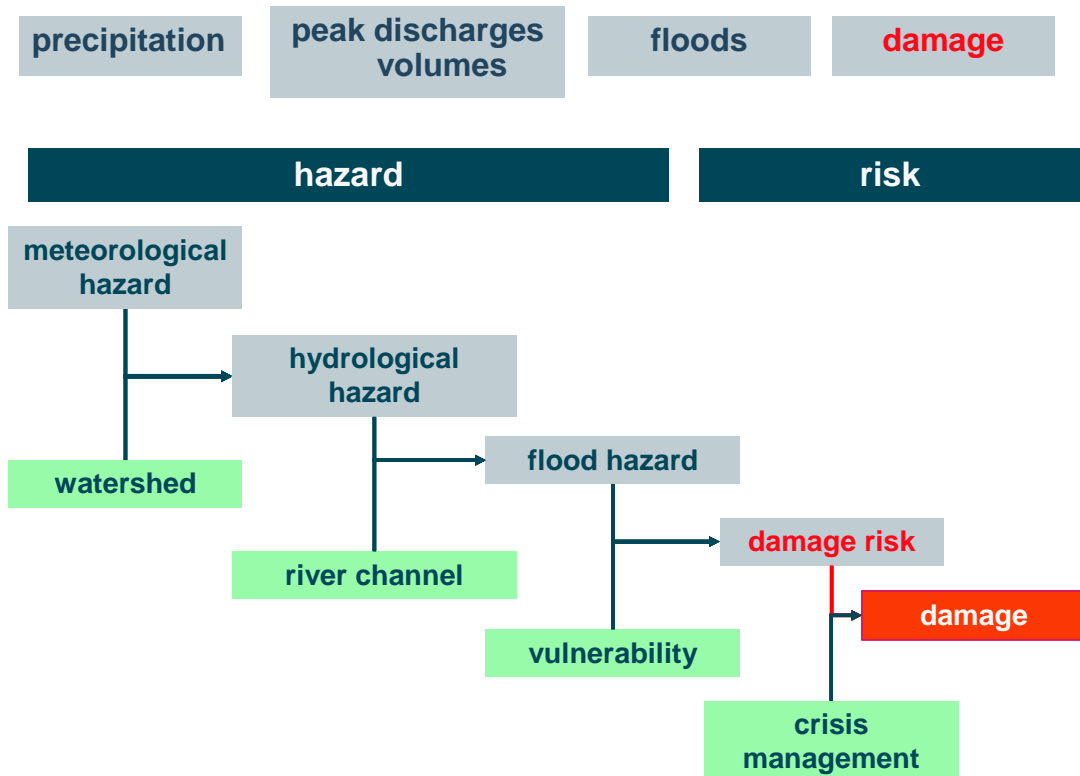 precipitation
peak discharges
volumes
floods
damage
hazard
risk
meteorological
hazard
hydrological
hazard
flood hazard
watershed
damage risk
river channel
damage
vulnerability
crisis
management